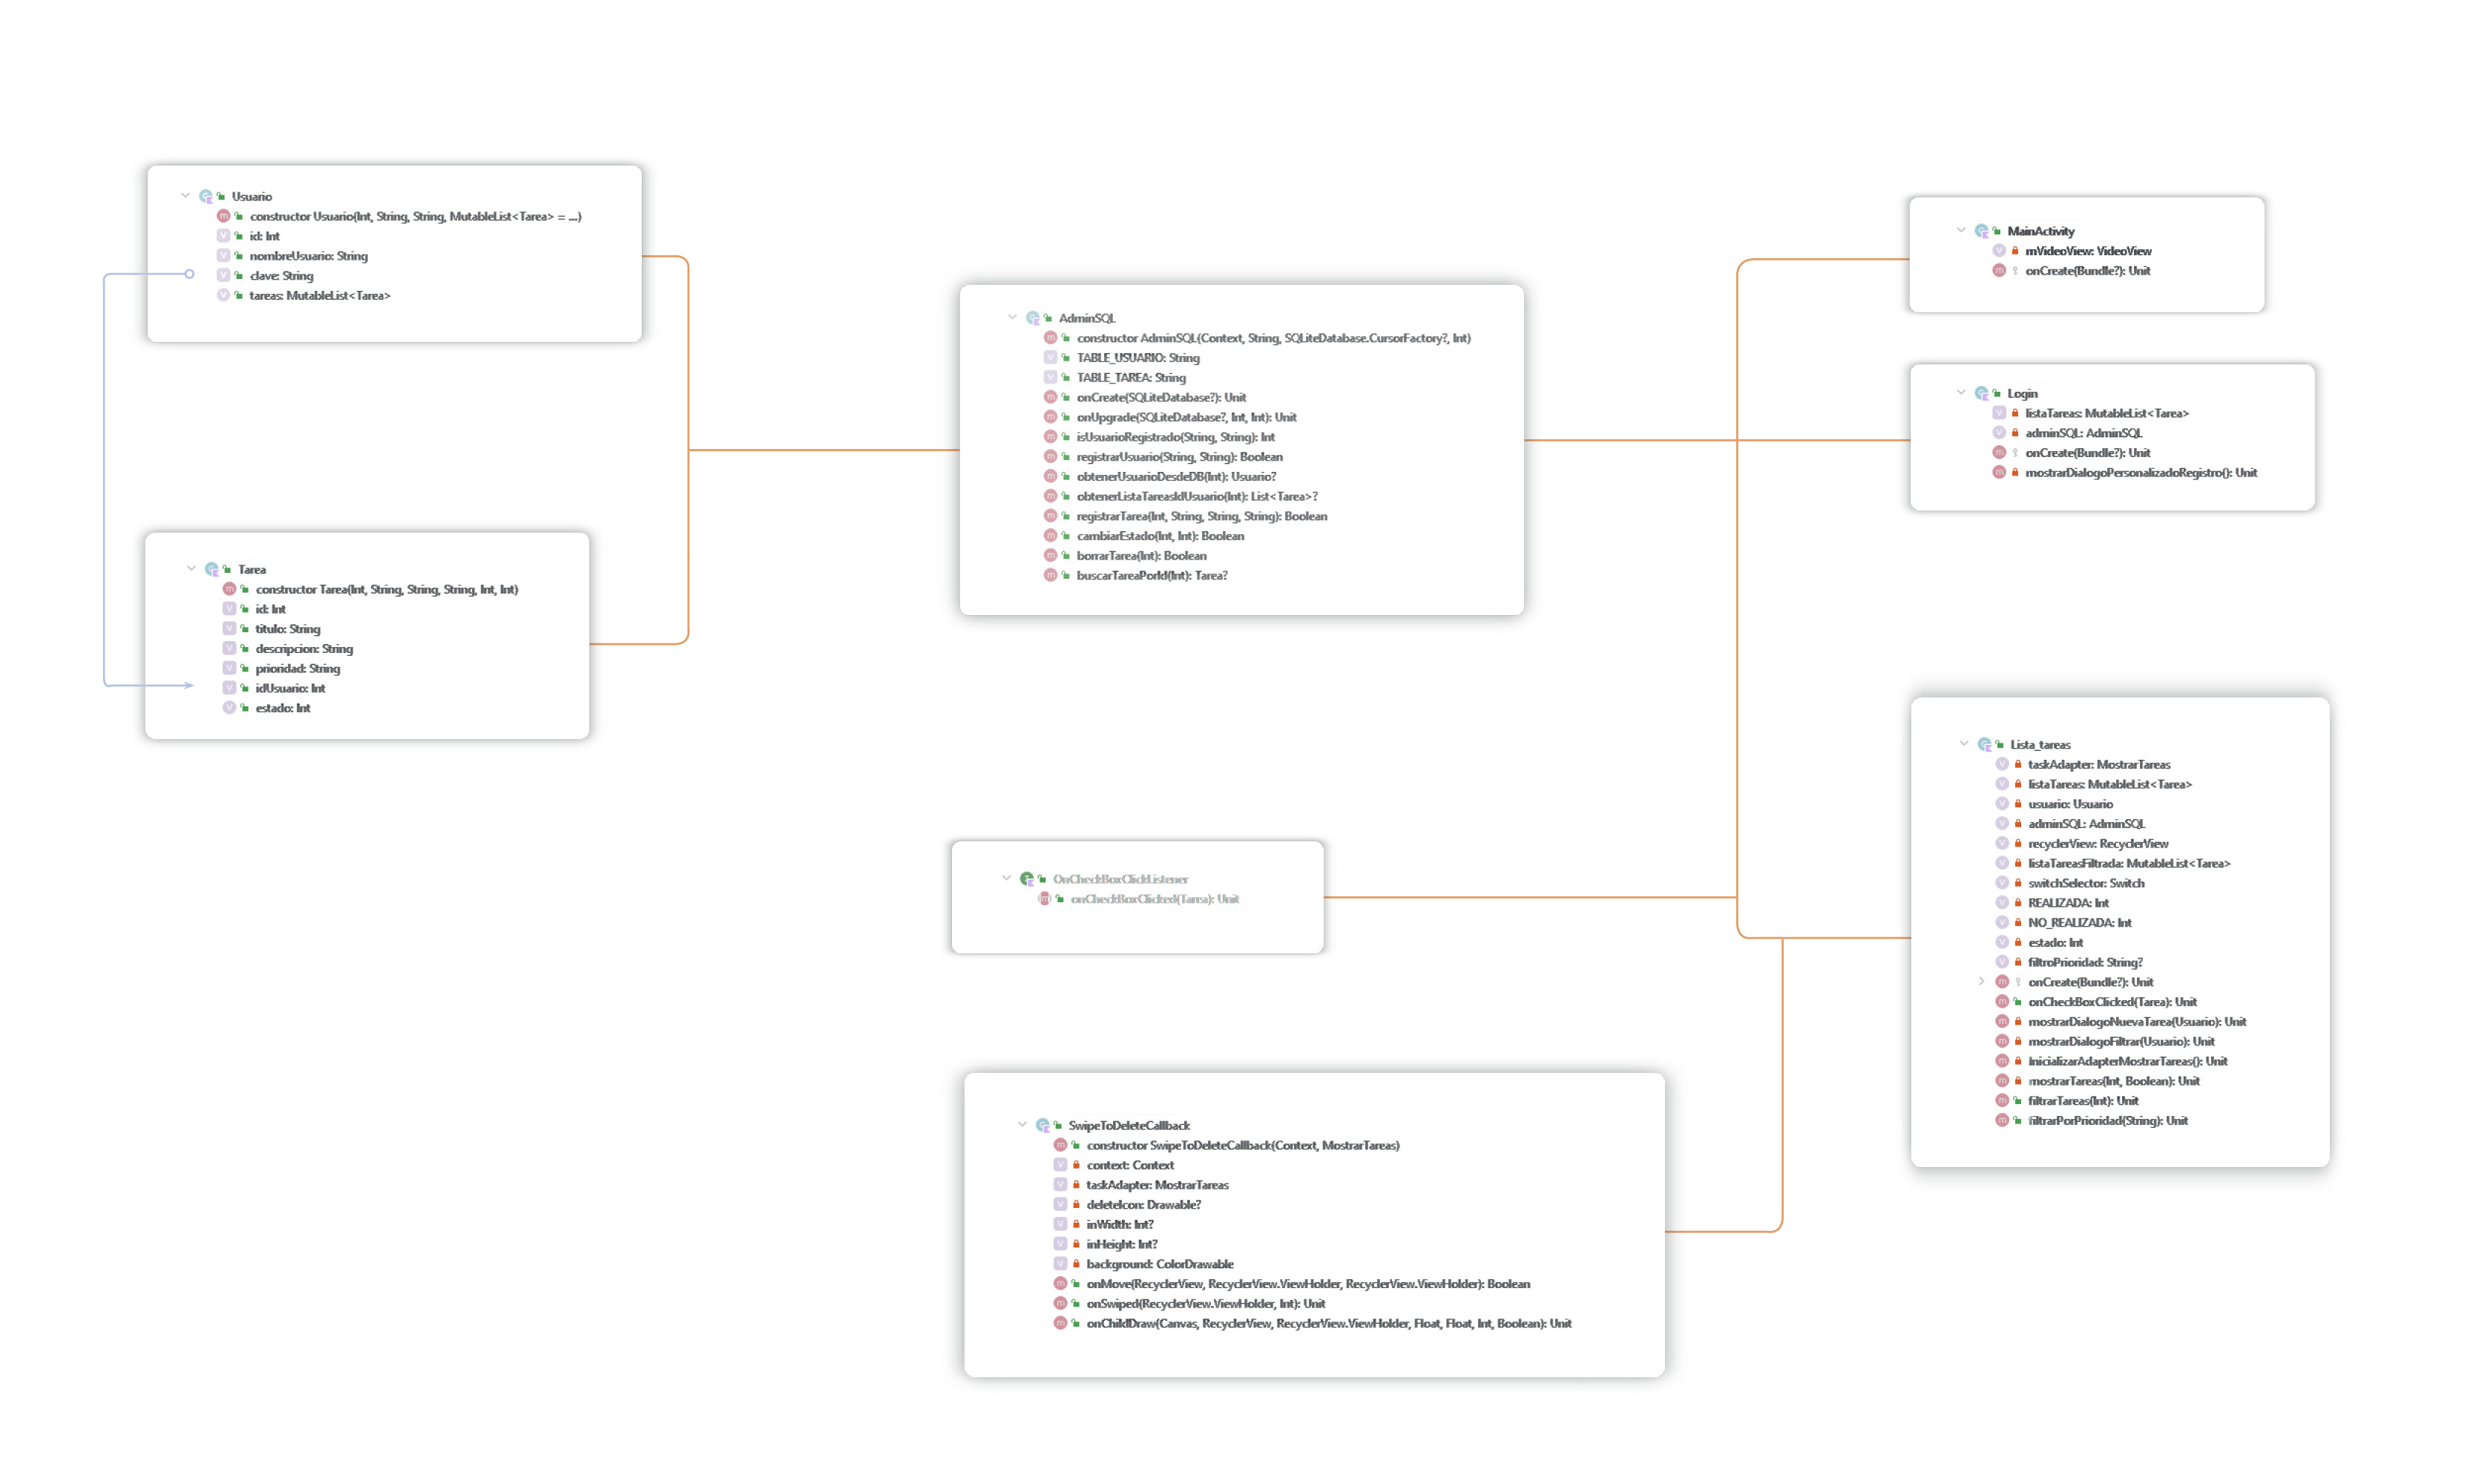 Usuario
constructor Usuario(Int, String, String, MutableList<Tarea> = ...)
id: Int
nombreUsuario: String
clave: String
tareas: MutableList<Tarea>
Tarea
constructor Tarea(Int, String, String, String, Int, Int)
id: Int
titulo: String
descripcion: String
prioridad: String
idUsuario: Int
estado: Int
AdminSQL
constructor AdminSQL(Context, String, SQLiteDatabase.CursorFactory?, Int)
TABLE_USUARIO: String
TABLE_TAREA: String
onCreate(SQLiteDatabase?): Unit
onUpgrade(SQLiteDatabase?, Int, Int): Unit
isUsuarioRegistrado(String, String): Int
registrarUsuario(String, String): Boolean
obtenerUsuarioDesdeDB(Int): Usuario?
obtenerListaTareasIdUsuario(Int): List<Tarea>?
registrarTarea(Int, String, String, String): Boolean
cambiarEstado(Int, Int): Boolean
borrarTarea(Int): Boolean
buscarTareaPorId(Int): Tarea?
OnCheckBoxClickListener
onCheckBoxClicked(Tarea): Unit
SwipeToDeleteCallback
constructor SwipeToDeleteCallback(Context, MostrarTareas)
context: Context
taskAdapter: MostrarTareas
deleteIcon: Drawable?
inWidth: Int?
inHeight: Int?
background: ColorDrawable
onMove(RecyclerView, RecyclerView.ViewHolder, RecyclerView.ViewHolder): Boolean
onSwiped(RecyclerView.ViewHolder, Int): Unit
onChildDraw(Canvas, RecyclerView, RecyclerView.ViewHolder, Float, Float, Int, Boolean): Unit
MainActivity
mVideoView: VideoView
onCreate(Bundle?): Unit
Login
listaTareas: MutableList<Tarea>
adminSQL: AdminSQL
onCreate(Bundle?): Unit
mostrarDialogoPersonalizadoRegistro(): Unit
Lista_tareas
taskAdapter: MostrarTareas
listaTareas: MutableList<Tarea>
usuario: Usuario
adminSQL: AdminSQL
recyclerView: RecyclerView
listaTareasFiltrada: MutableList<Tarea>
switchSelector: Switch
REALIZADA: Int
NO_REALIZADA: Int
estado: Int
filtroPrioridad: String?
onCreate(Bundle?): Unit
onCheckBoxClicked(Tarea): Unit
mostrarDialogoNuevaTarea(Usuario): Unit
mostrarDialogoFiltrar(Usuario): Unit
InicializarAdapterMostrarTareas(): Unit
mostrarTareas(Int, Boolean): Unit
filtrarTareas(Int): Unit
filtrarPorPrioridad(String): Unit